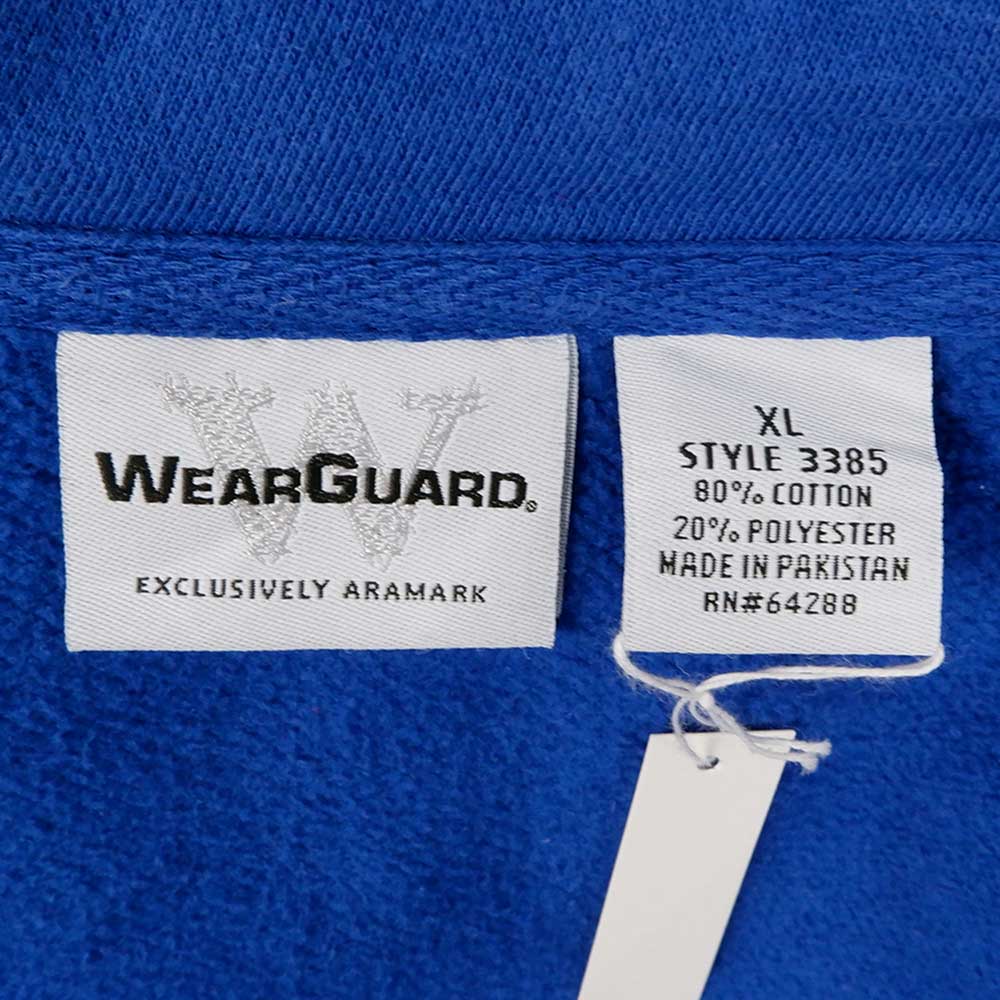 W
WEARGUARD®
EXCLUSIVELY ARAMARK
XL
STYLE 3385
80% COTTON
20% POLYESTER
MADE IN PAKISTAN
RN#64288